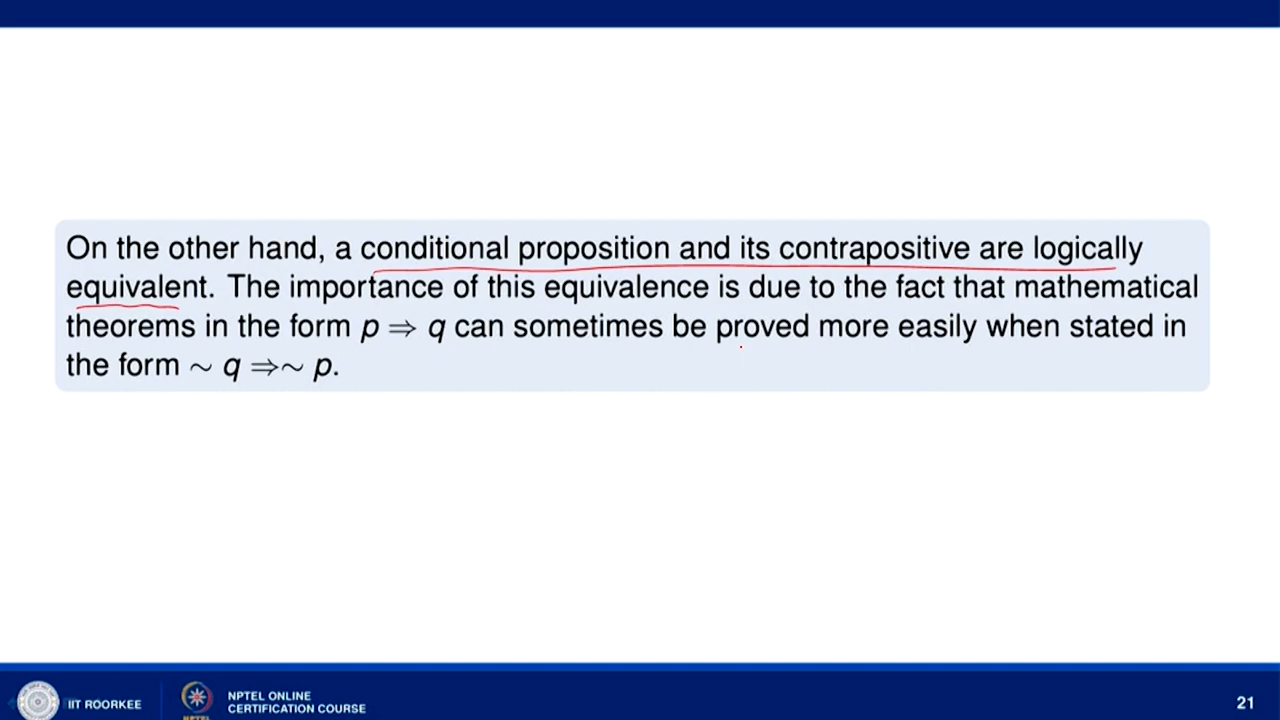 On the other hand, a conditional proposition and its contrapositive are logically
equivalent. The importance of this equivalence is due to the fact that mathematical
theorems in the form p ⇒ q can sometimes be proved more easily when stated in
the form ∼ q ⇒∼ p.
IIT ROORKEE
NPTEL ONLINE
CERTIFICATION COURSE
21